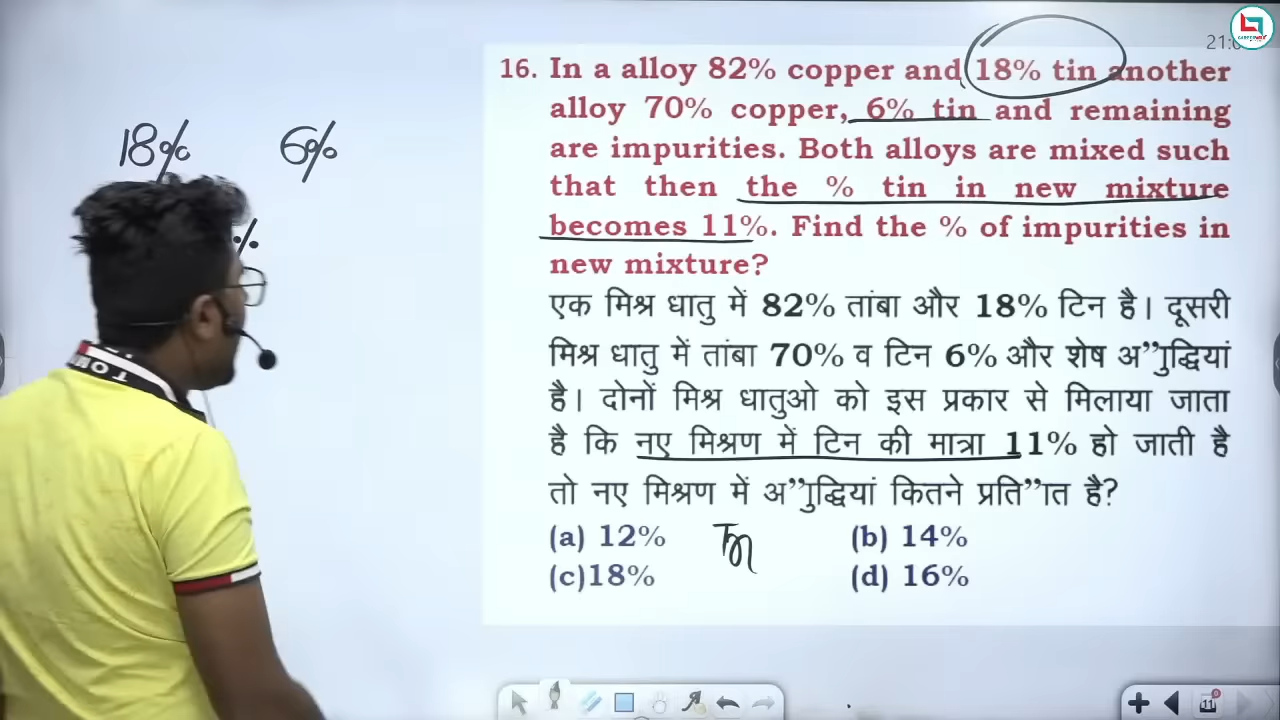 21:0
16. In a alloy 82% copper and 18% tin another
alloy 70% copper, 6% tin and remaining
are impurities. Both alloys are mixed such
that then the % tin in new mixture
becomes 11%. Find the % of impurities in
new mixture?
एक मिश्र धातु में 82% तांबा और 18% टिन है। दूसरी
मिश्र धातु में तांबा 70% व टिन 6% और शेष अ”ुद्धियां
है। दोनों मिश्र धातुओ को इस प्रकार से मिलाया जाता
है कि नए मिश्रण में टिन की मात्रा 11% हो जाती है
तो नए मिश्रण में अ”ुद्धियां कितने प्रति”ात है?
(a) 12% (b) 14%
(c)18% (d) 16%
18% 6%
%
11